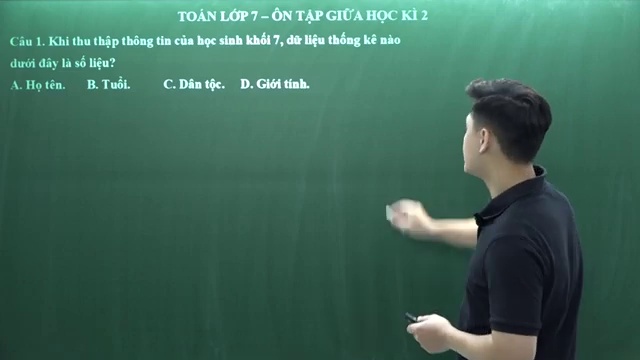 TOÁN LỚP 7 – ÔN TẬP GIỮA HỌC KÌ 2
Câu 1. Khi thu thập thông tin của học sinh khối 7, dữ liệu thống kê nào
dưới đây là số liệu?
A. Họ tên. B. Tuổi. C. Dân tộc. D. Giới tính.